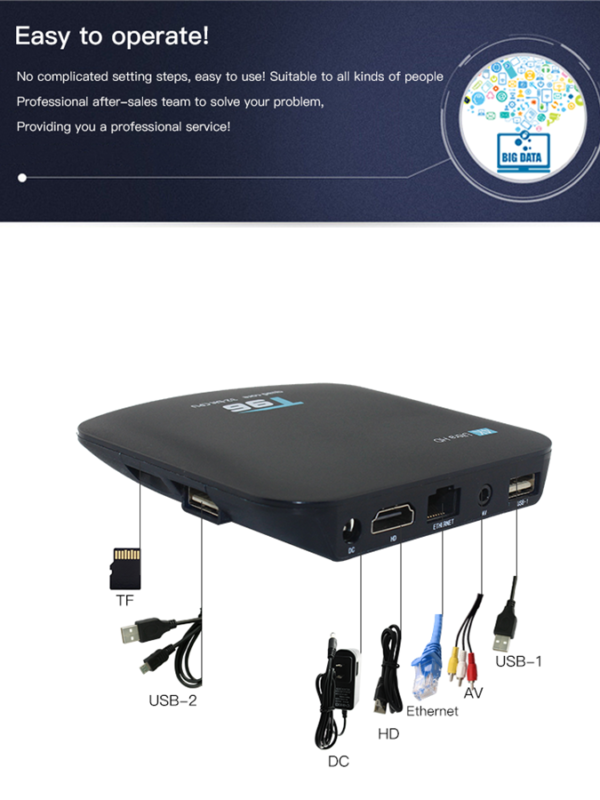 Easy to operate!
No complicated setting steps, easy to use! Suitable to all kinds of people
Professional after-sales team to solve your problem,
Providing you a professional service!
BIG DATA
T96
Ultra HD
DC
HD
ETHERNET
AV
USB-1
TF
USB-2
DC
HD
Ethernet
AV
USB-1